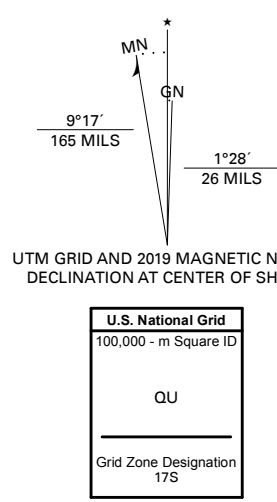 ★
MN
GN
9°17´
165 MILS
1°28´
26 MILS
UTM GRID AND 2019 MAGNETIC N
DECLINATION AT CENTER OF SH
U.S. National Grid
100,000 - m Square ID
QU
Grid Zone Designation
17S